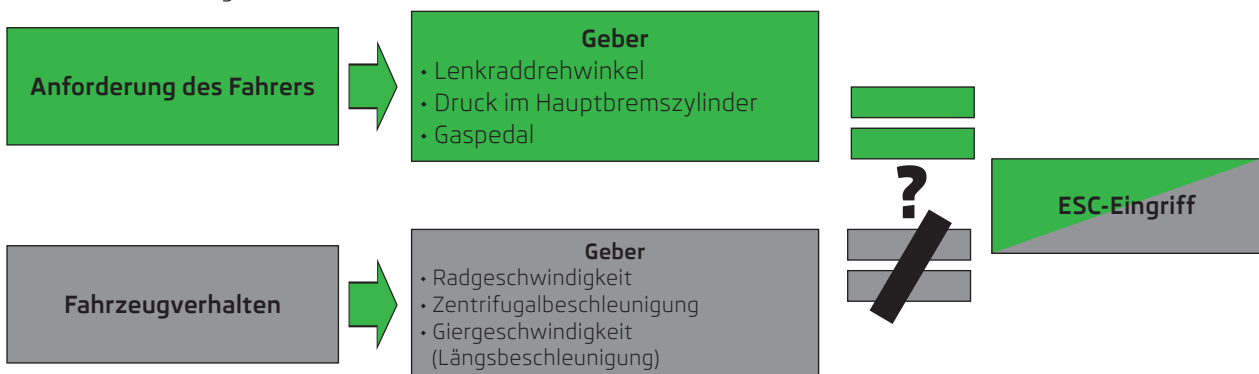 Anforderung des Fahrers
Geber
• Lenkraddrehwinkel
• Druck im Hauptbremszylinder
• Gaspedal
?
ESC-Eingriff
Fahrzeugverhalten
Geber
• Radgeschwindigkeit
• Zentrifugalbeschleunigung
• Giergeschwindigkeit
(Längsbeschleunigung)